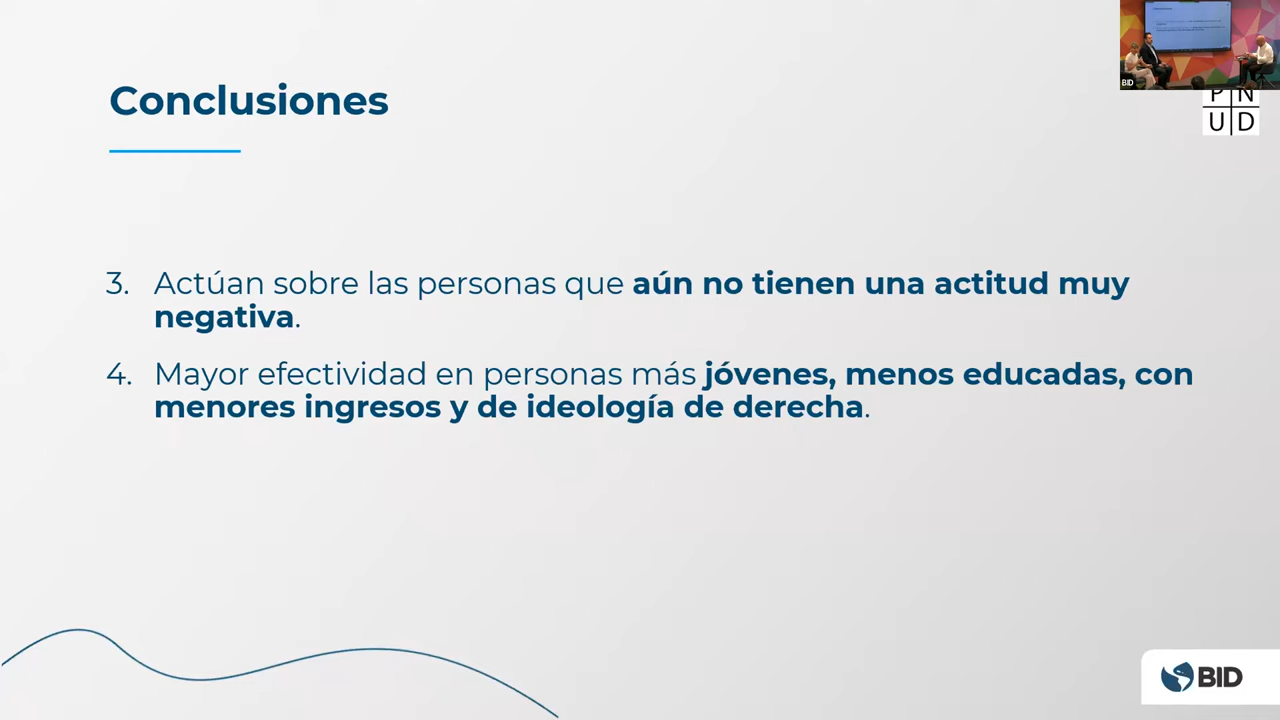 Conclusiones
BID
P N
U D
3. Actúan sobre las personas que aún no tienen una actitud muy
negativa.
4. Mayor efectividad en personas más jóvenes, menos educadas, con
menores ingresos y de ideología de derecha.
BID